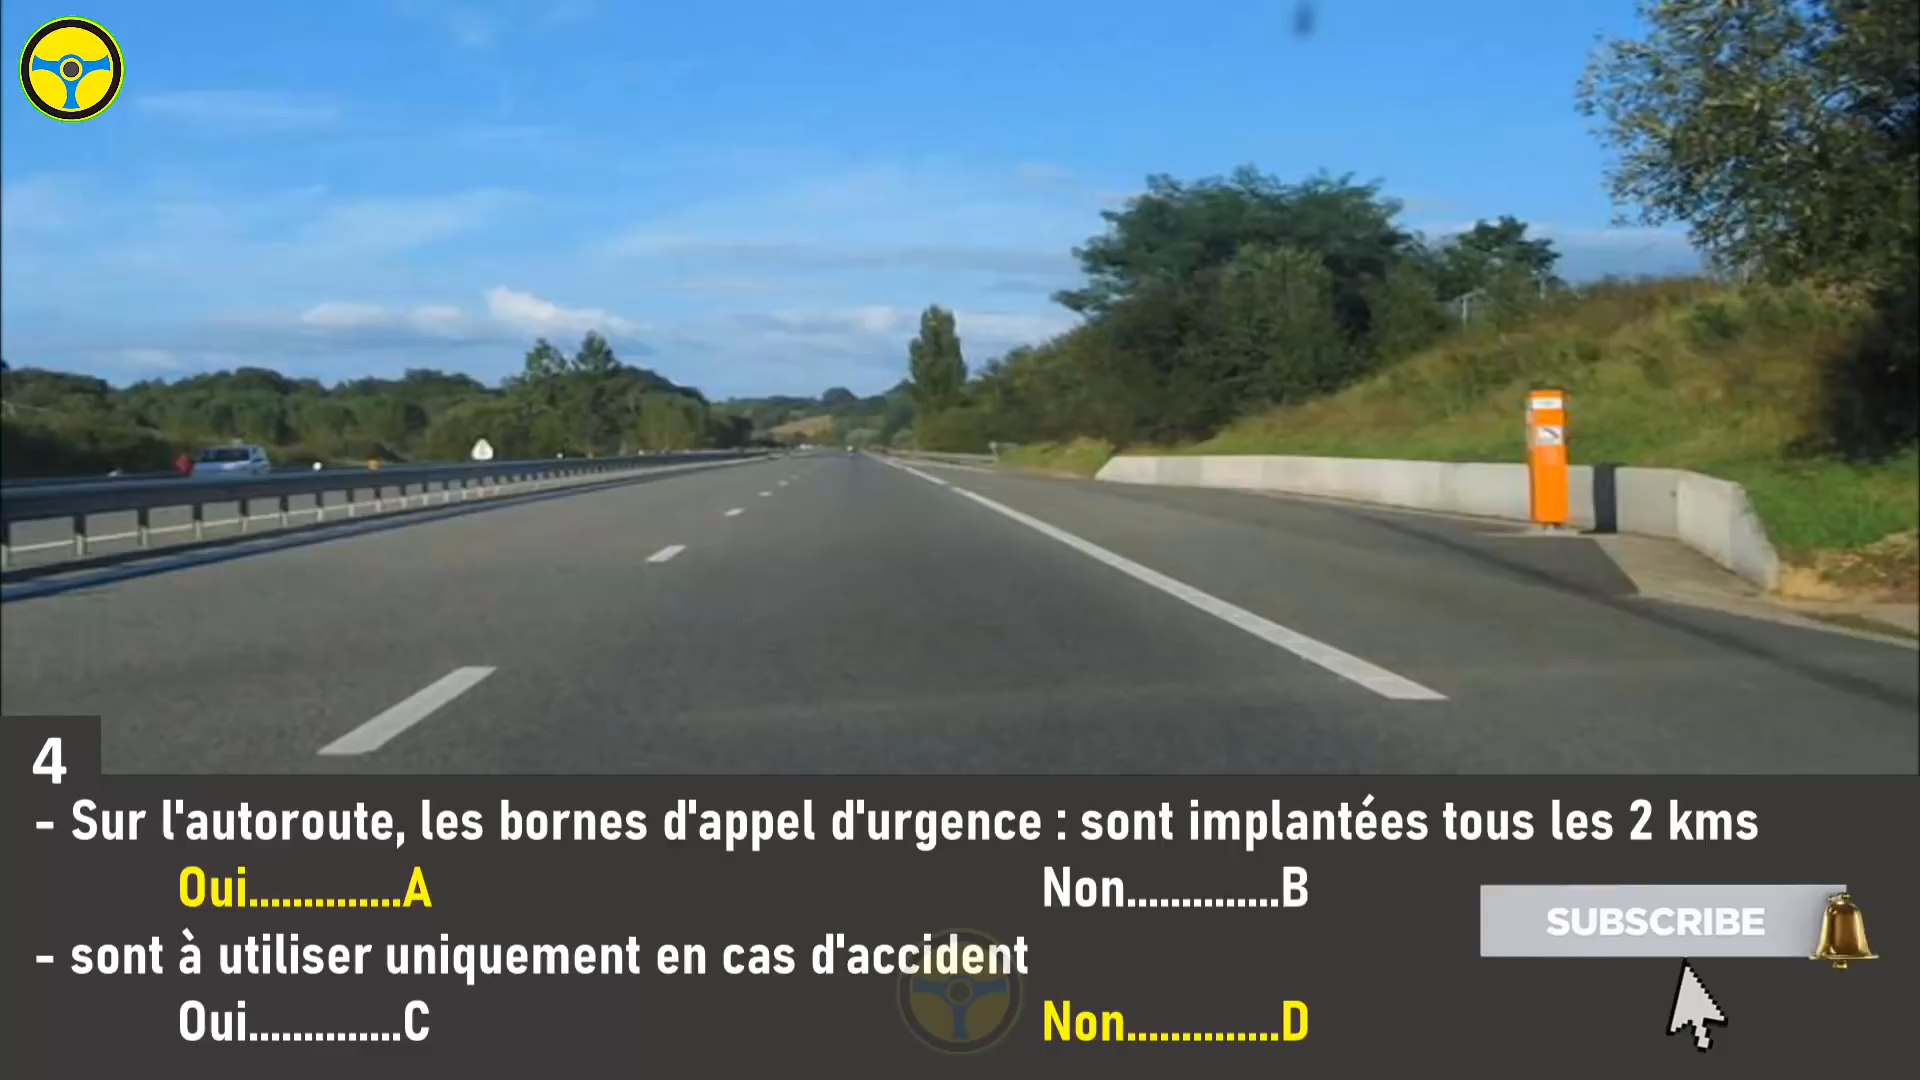 4
- Sur l'autoroute, les bornes d'appel d'urgence : sont implantées tous les 2 kms
Oui..............A
Non..............B
SUBSCRIBE
- sont à utiliser uniquement en cas d'accident
Oui..............C
Non..............D